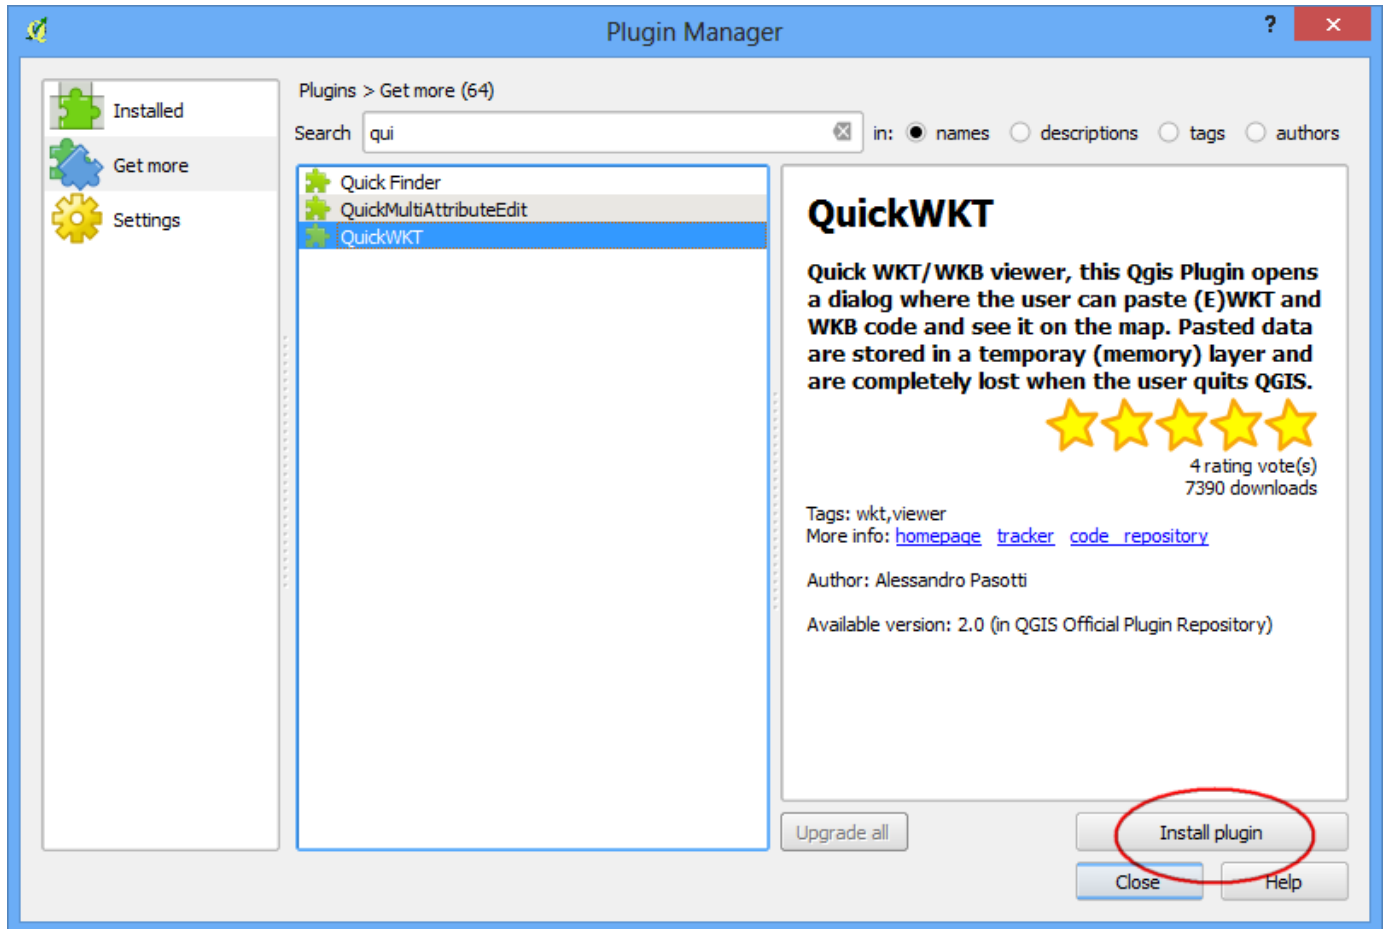 Plugin Manager
?
Installed
Get more
Settings
Plugins > Get more (64)
Search qui in: names descriptions tags authors
Quick Finder
QuickMultiAttributeEdit
QuickWKT
QuickWKT
Quick WKT/WKB viewer, this Qgis Plugin opens
a dialog where the user can paste (E)WKT and
WKB code and see it on the map. Pasted data
are stored in a temporay (memory) layer and
are completely lost when the user quits QGIS.
4 rating vote(s)
7390 downloads
Tags: wkt,viewer
More info: homepage tracker code repository
Author: Alessandro Pasotti
Available version: 2.0 (in QGIS Official Plugin Repository)
Upgrade all Install plugin
Close Help